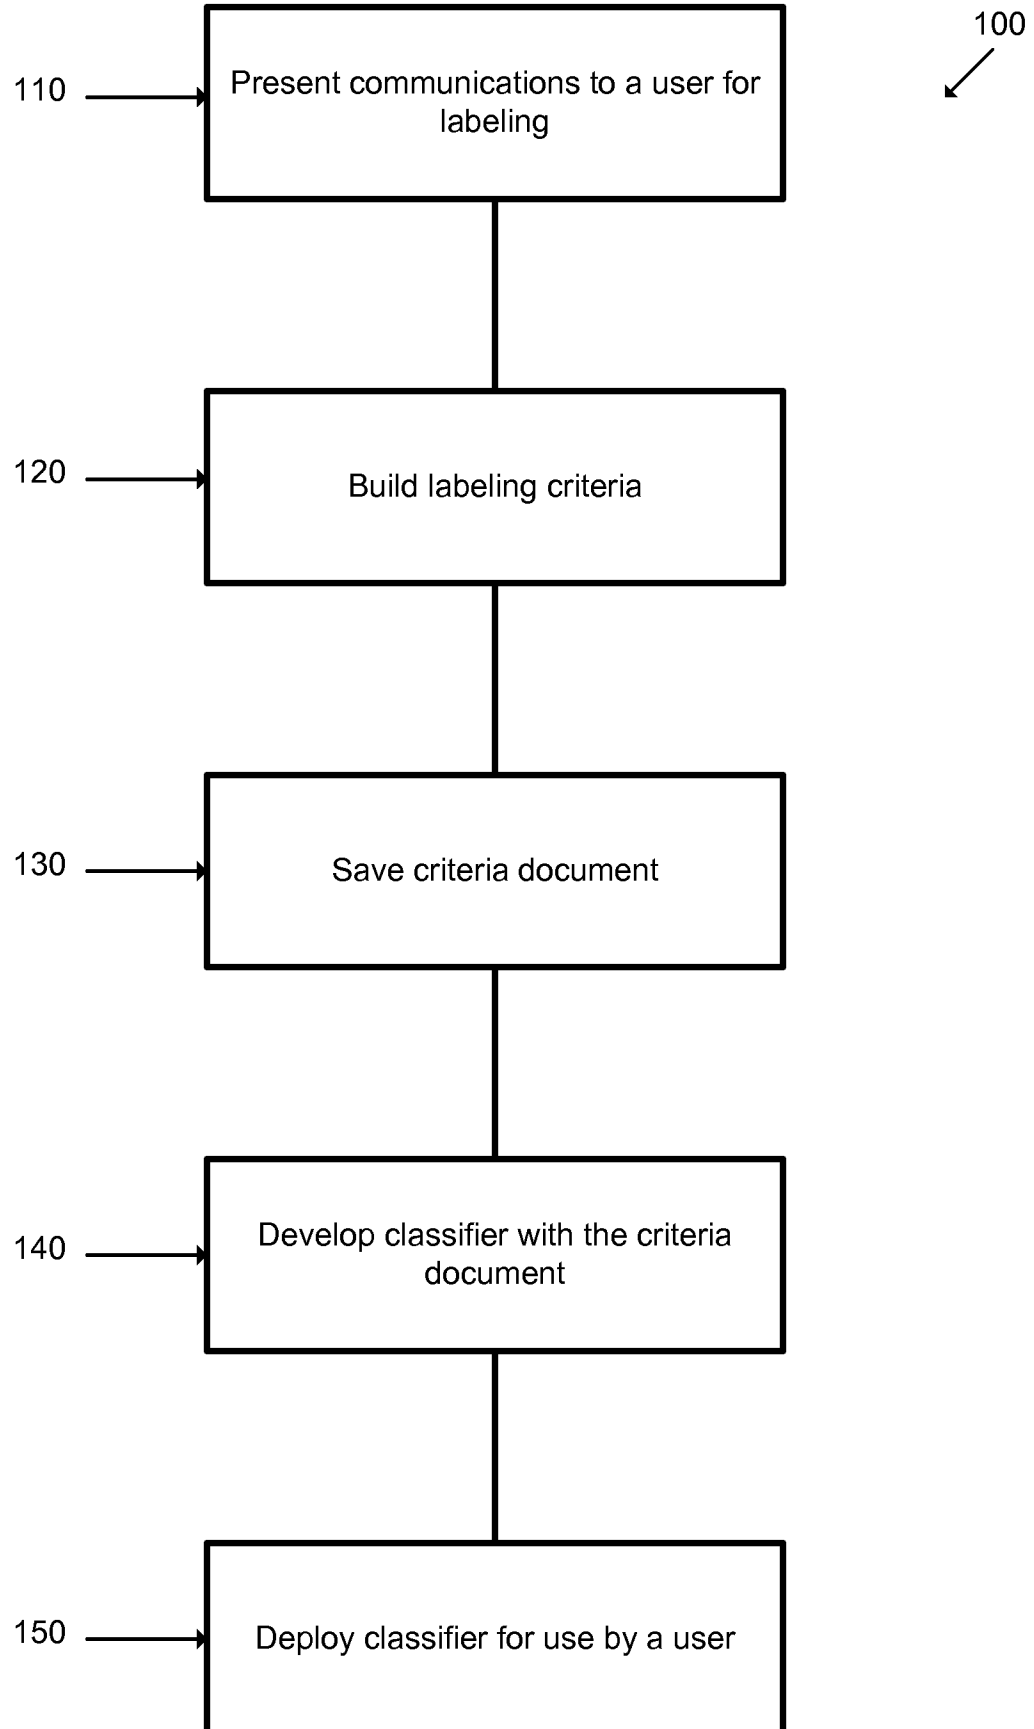 100
110
Present communications to a user for
labeling
120
Build labeling criteria
130
Save criteria document
140
Develop classifier with the criteria
document
150
Deploy classifier for use by a user